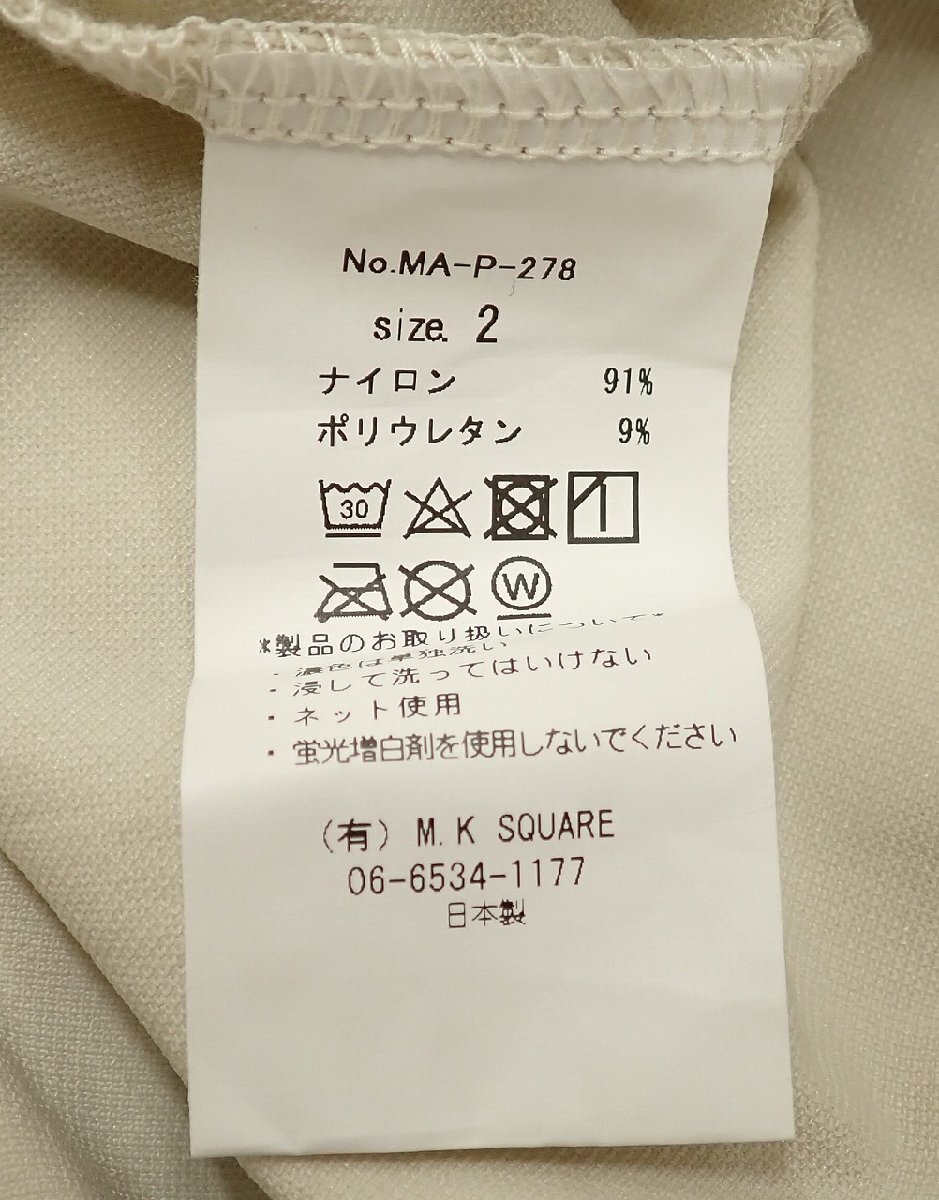 No.MA-P-278
size. 2
ナイロン 91%
ポリウレタン 9%
30
W
*製品のお取り扱いについて*
・濃色は単独洗い
・浸して洗ってはいけない
・ネット使用
・蛍光増白剤を使用しないでください
(有) M.K SQUARE
06-6534-1177
日本製